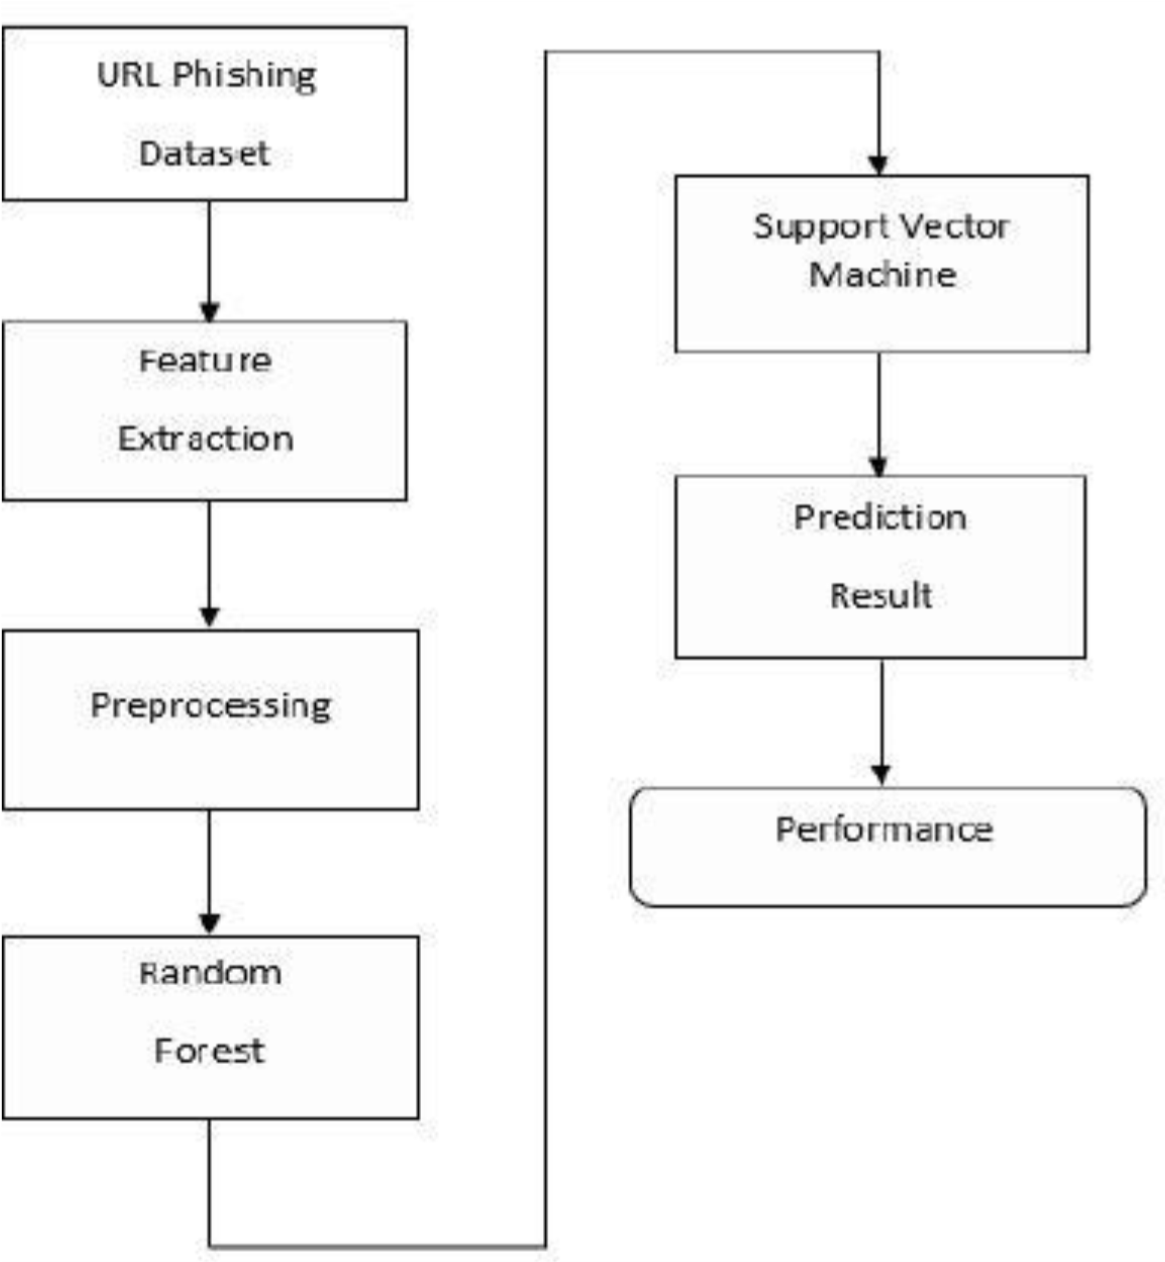 URL Phishing
Dataset
Feature
Extraction
Preprocessing
Random
Forest
Support Vector
Machine
Prediction
Result
Performance